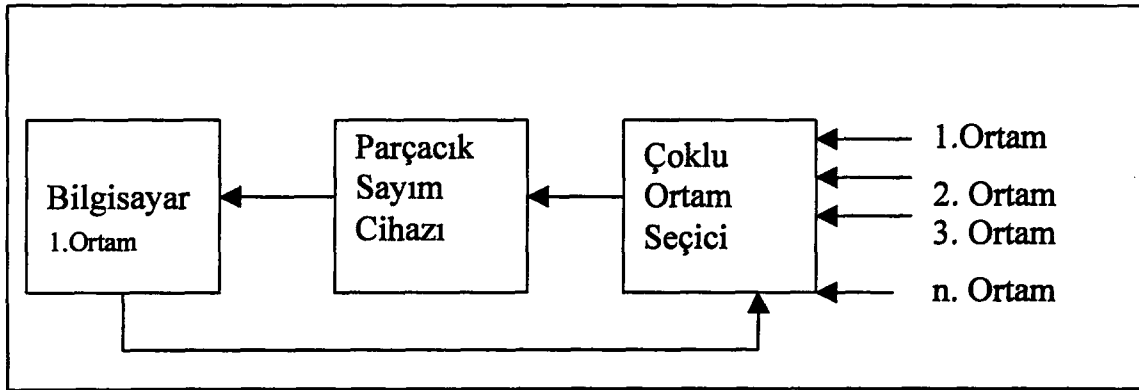 Bilgisayar
1.Ortam
Parçacık
Sayım
Cihazı
Çoklu
Ortam
Seçici
1.Ortam
2. Ortam
3. Ortam
n. Ortam